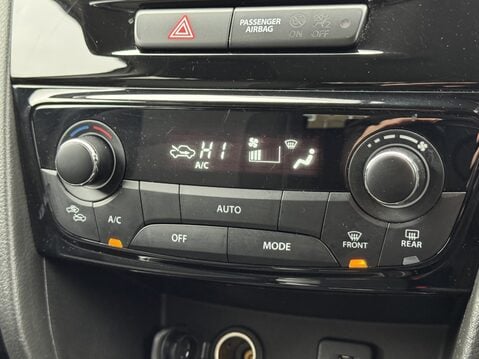 PASSENGER
AIRBAG
ON OFF
HI
A/C
AUTO
A/C
OFF
MODE
FRONT
REAR